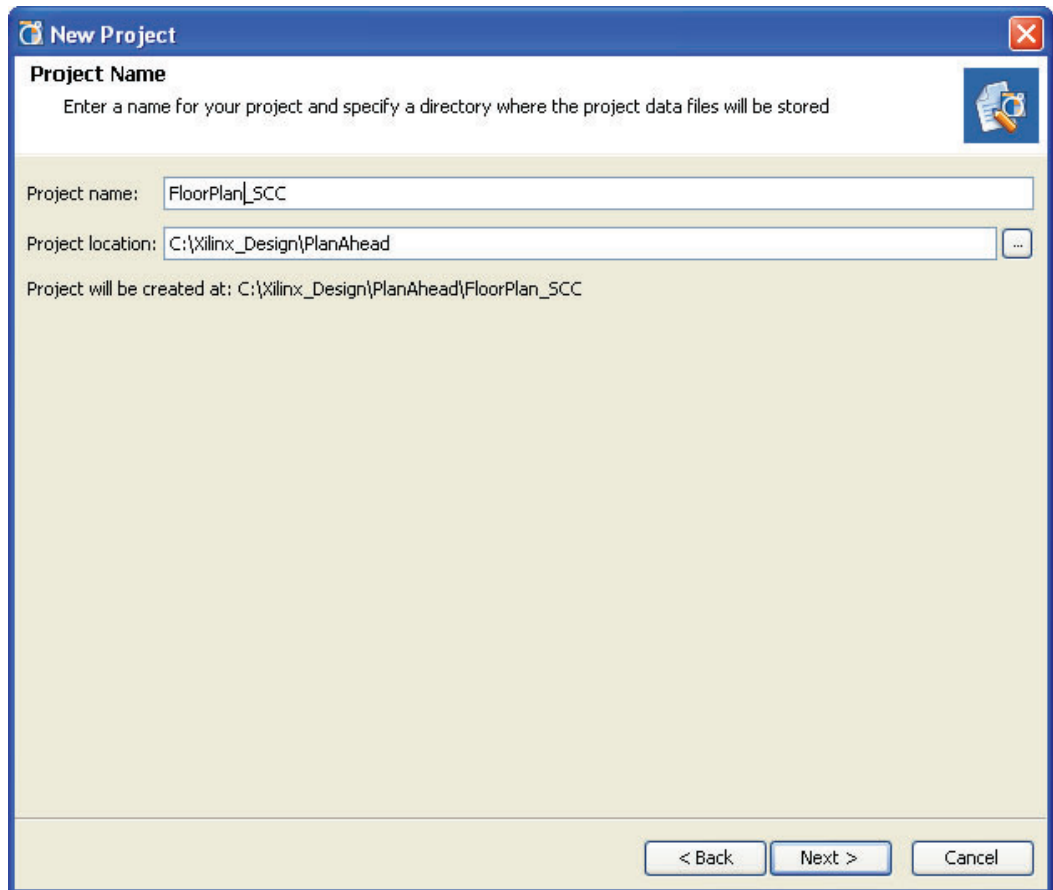 New Project
Project Name
Enter a name for your project and specify a directory where the project data files will be stored
Project name: FloorPlan_SCC
Project location: C:\Xilinx_Design\PlanAhead ...
Project will be created at: C:\Xilinx_Design\PlanAhead\FloorPlan_SCC
< Back Next > Cancel